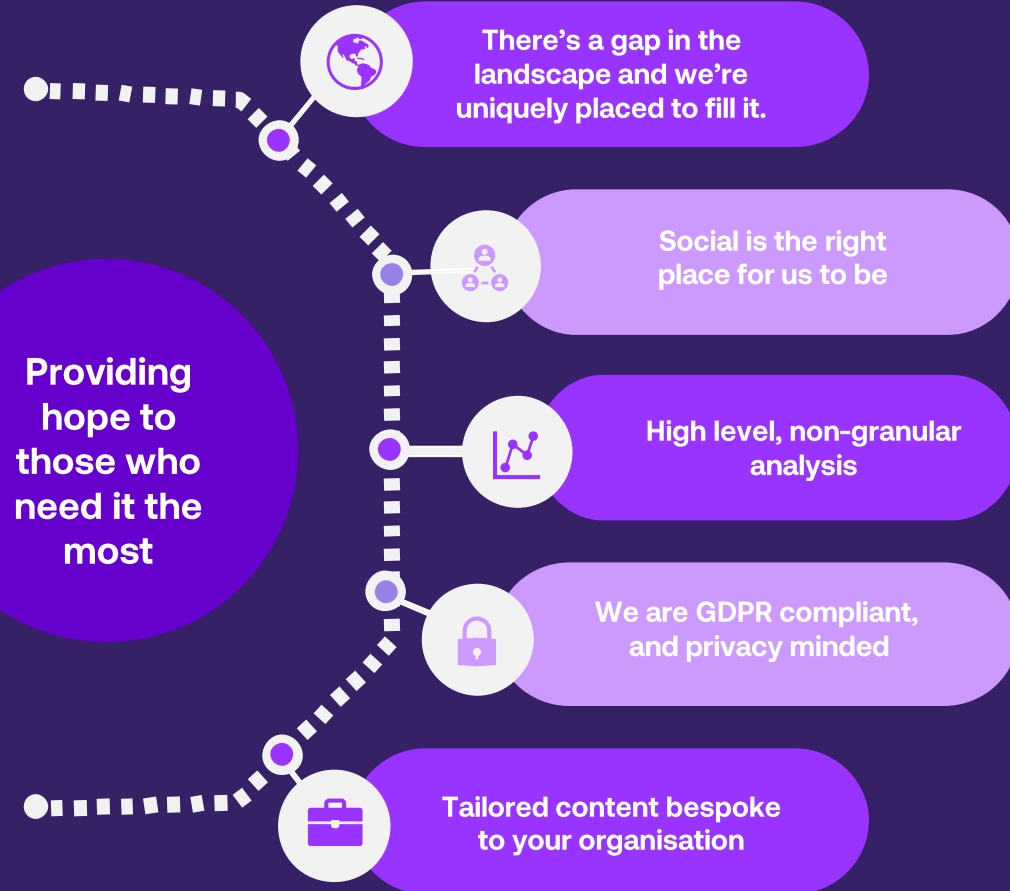 Providing
hope to
those who
need it the
most
There’s a gap in the
landscape and we’re
uniquely placed to fill it.
Social is the right
place for us to be
High level, non-granular
analysis
We are GDPR compliant,
and privacy minded
Tailored content bespoke
to your organisation